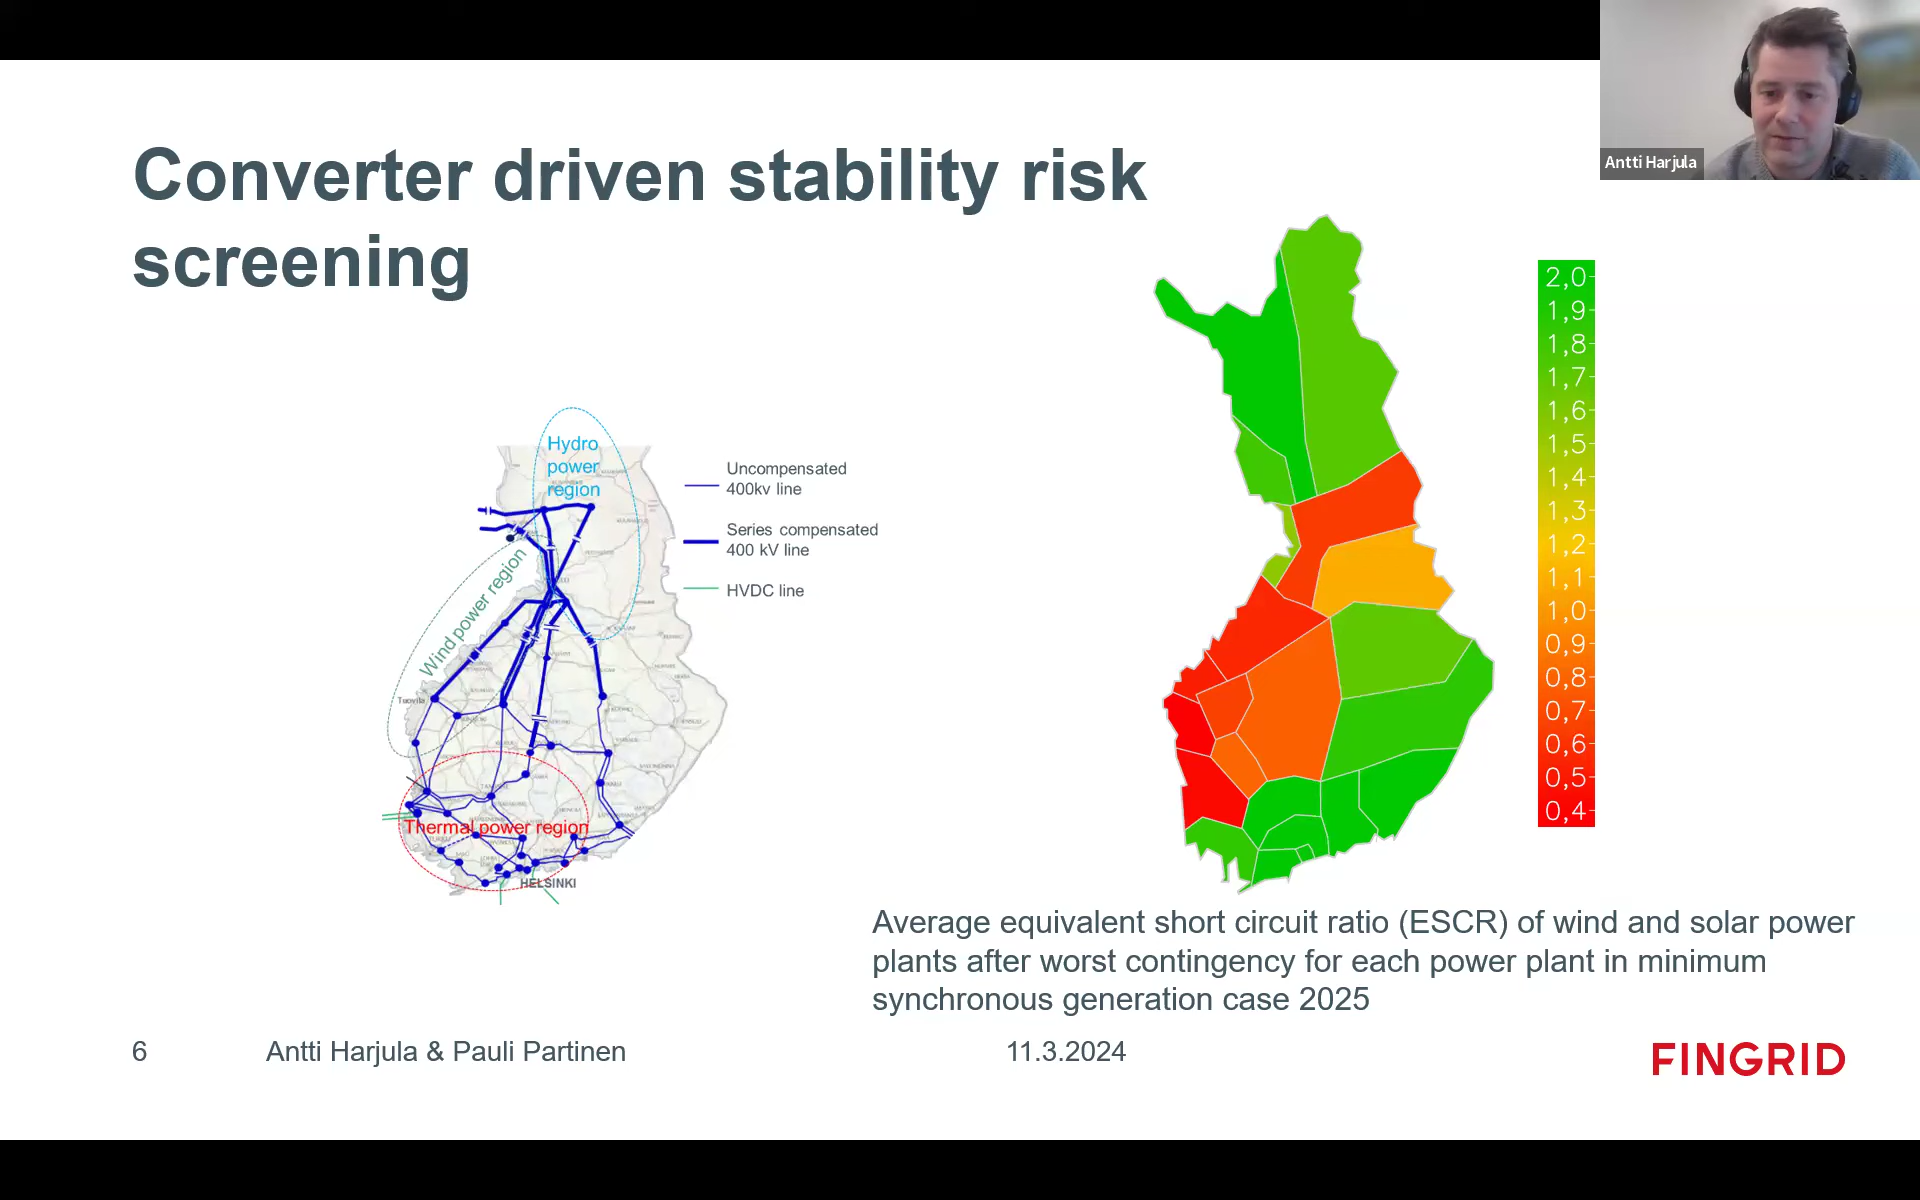 Antti Harjula
Converter driven stability risk
screening
Hydro
power
region
Wind power region
Tuovila
Thermal power region
HELSINKI
Uncompensated
400kv line
Series compensated
400 kV line
HVDC line
2,0
1,9
1,8
1,7
1,6
1,5
1,4
1,3
1,2
1,1
1,0
0,9
0,8
0,7
0,6
0,5
0,4
Average equivalent short circuit ratio (ESCR) of wind and solar power
plants after worst contingency for each power plant in minimum
synchronous generation case 2025
6
Antti Harjula & Pauli Partinen
11.3.2024
FINGRID